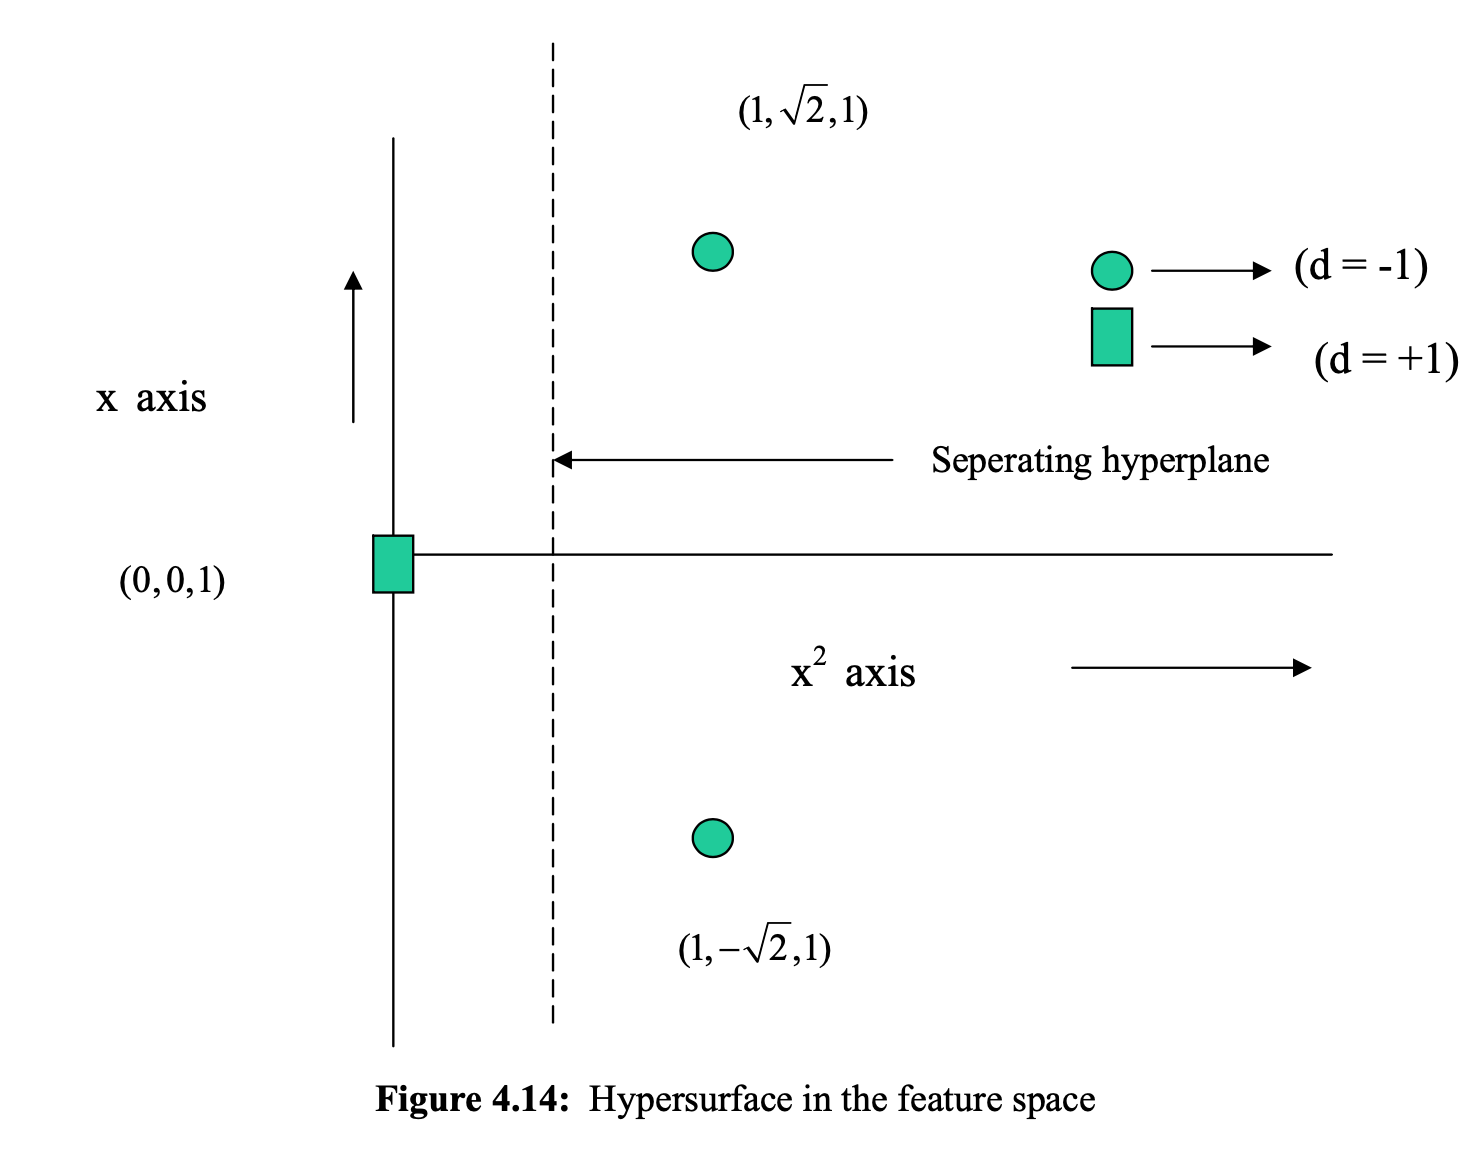 (1, √2, 1)
(d = -1)
(d = +1)
x axis
Seperating hyperplane
(0, 0, 1)
x² axis
(1, −√2, 1)
Figure 4.14: Hypersurface in the feature space